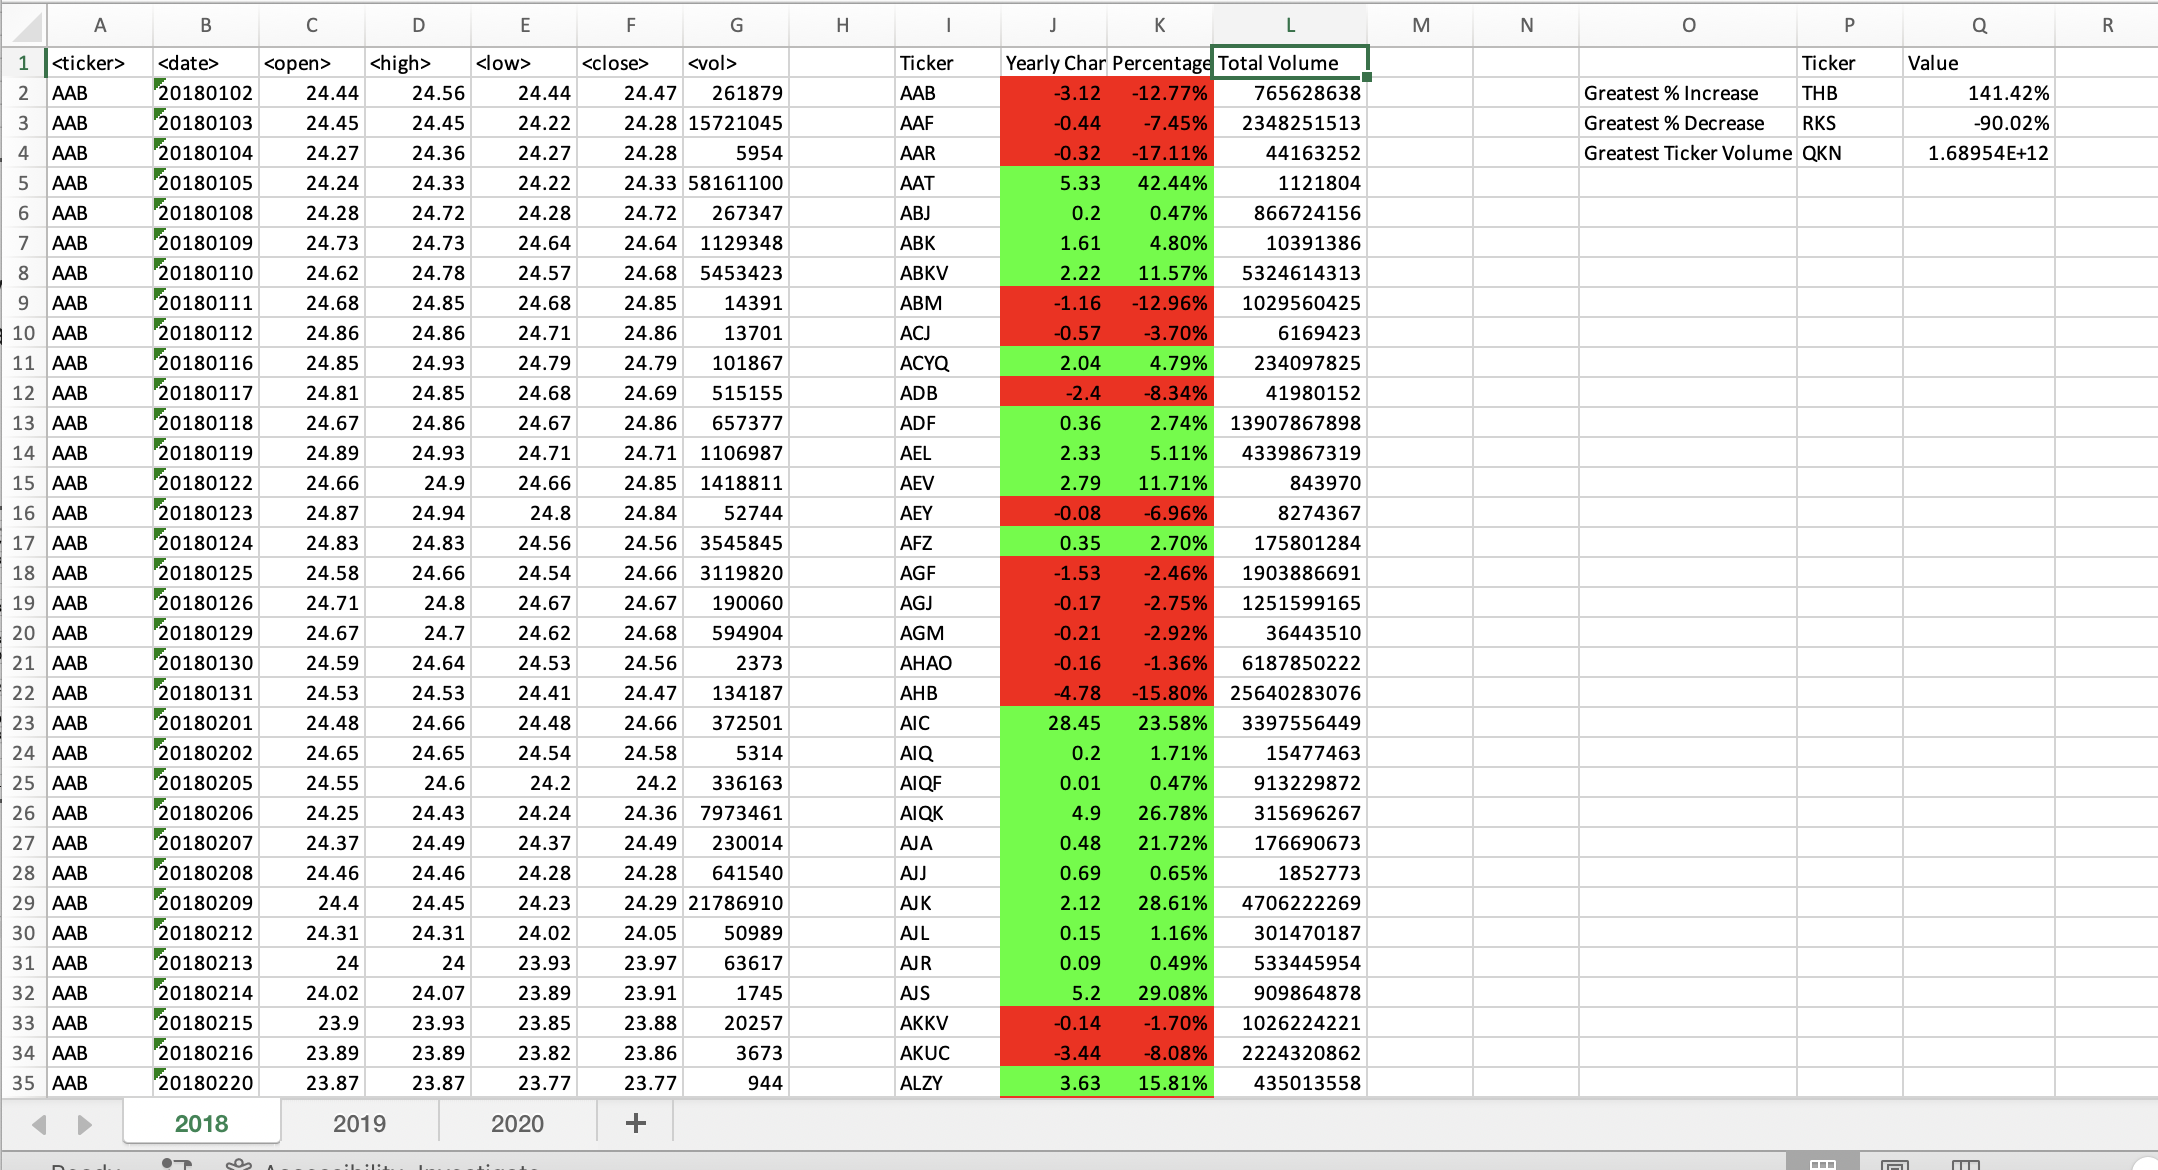 A B C D E F G H I J K L M N O P Q R
1 <ticker> <date> <open> <high> <low> <close> <vol> Ticker Yearly Char Percentage Total Volume Ticker Value
2 AAB 20180102 24.44 24.56 24.44 24.47 261879 AAB -3.12 -12.77% 765628638 Greatest % Increase THB 141.42%
3 AAB 20180103 24.45 24.45 24.22 24.28 15721045 AAF -0.44 -7.45% 2348251513 Greatest % Decrease RKS -90.02%
4 AAB 20180104 24.27 24.36 24.27 24.28 5954 AAR -0.32 -17.11% 44163252 Greatest Ticker Volume QKN 1.68954E+12
5 AAB 20180105 24.24 24.33 24.22 24.33 58161100 AAT 5.33 42.44% 1121804
6 AAB 20180108 24.28 24.72 24.28 24.72 267347 ABJ 0.2 0.47% 866724156
7 AAB 20180109 24.73 24.73 24.64 24.64 1129348 ABK 1.61 4.80% 10391386
8 AAB 20180110 24.62 24.78 24.57 24.68 5453423 ABKV 2.22 11.57% 5324614313
9 AAB 20180111 24.68 24.85 24.68 24.85 14391 ABM -1.16 -12.96% 1029560425
10 AAB 20180112 24.86 24.86 24.71 24.86 13701 ACJ -0.57 -3.70% 6169423
11 AAB 20180116 24.85 24.93 24.79 24.79 101867 ACYQ 2.04 4.79% 234097825
12 AAB 20180117 24.81 24.85 24.68 24.69 515155 ADB -2.4 -8.34% 41980152
13 AAB 20180118 24.67 24.86 24.67 24.86 657377 ADF 0.36 2.74% 13907867898
14 AAB 20180119 24.89 24.93 24.71 24.71 1106987 AEL 2.33 5.11% 4339867319
15 AAB 20180122 24.66 24.9 24.66 24.85 1418811 AEV 2.79 11.71% 843970
16 AAB 20180123 24.87 24.94 24.8 24.84 52744 AEY -0.08 -6.96% 8274367
17 AAB 20180124 24.83 24.83 24.56 24.56 3545845 AFZ 0.35 2.70% 175801284
18 AAB 20180125 24.58 24.66 24.54 24.66 3119820 AGF -1.53 -2.46% 1903886691
19 AAB 20180126 24.71 24.8 24.67 24.67 190060 AGJ -0.17 -2.75% 1251599165
20 AAB 20180129 24.67 24.7 24.62 24.68 594904 AGM -0.21 -2.92% 36443510
21 AAB 20180130 24.59 24.64 24.53 24.56 2373 AHAO -0.16 -1.36% 6187850222
22 AAB 20180131 24.53 24.53 24.41 24.47 134187 AHB -4.78 -15.80% 25640283076
23 AAB 20180201 24.48 24.66 24.48 24.66 372501 AIC 28.45 23.58% 3397556449
24 AAB 20180202 24.65 24.65 24.54 24.58 5314 AIQ 0.2 1.71% 15477463
25 AAB 20180205 24.55 24.6 24.2 24.2 336163 AIQF 0.01 0.47% 913229872
26 AAB 20180206 24.25 24.43 24.24 24.36 7973461 AIQK 4.9 26.78% 315696267
27 AAB 20180207 24.37 24.49 24.37 24.49 230014 AJA 0.48 21.72% 176690673
28 AAB 20180208 24.46 24.46 24.28 24.28 641540 AJJ 0.69 0.65% 1852773
29 AAB 20180209 24.4 24.45 24.23 24.29 21786910 AJK 2.12 28.61% 4706222269
30 AAB 20180212 24.31 24.31 24.02 24.05 50989 AJL 0.15 1.16% 301470187
31 AAB 20180213 24 24 23.93 23.97 63617 AJR 0.09 0.49% 533445954
32 AAB 20180214 24.02 24.07 23.89 23.91 1745 AJS 5.2 29.08% 909864878
33 AAB 20180215 23.9 23.93 23.85 23.88 20257 AKKV -0.14 -1.70% 1026224221
34 AAB 20180216 23.89 23.89 23.82 23.86 3673 AKUC -3.44 -8.08% 2224320862
35 AAB 20180220 23.87 23.87 23.77 23.77 944 ALZY 3.63 15.81% 435013558
2018 2019 2020 +